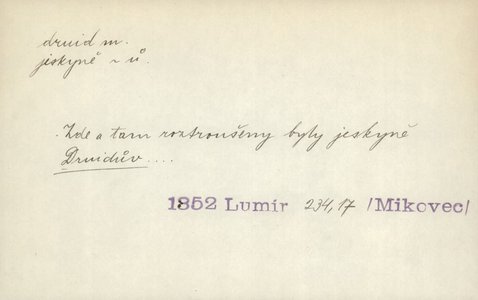 druid m.
jeskyně ~ ů.
Zde a tam roztroušeny byly jeskyně
Druidův....
1852 Lumír 234,17 /Mikovec/